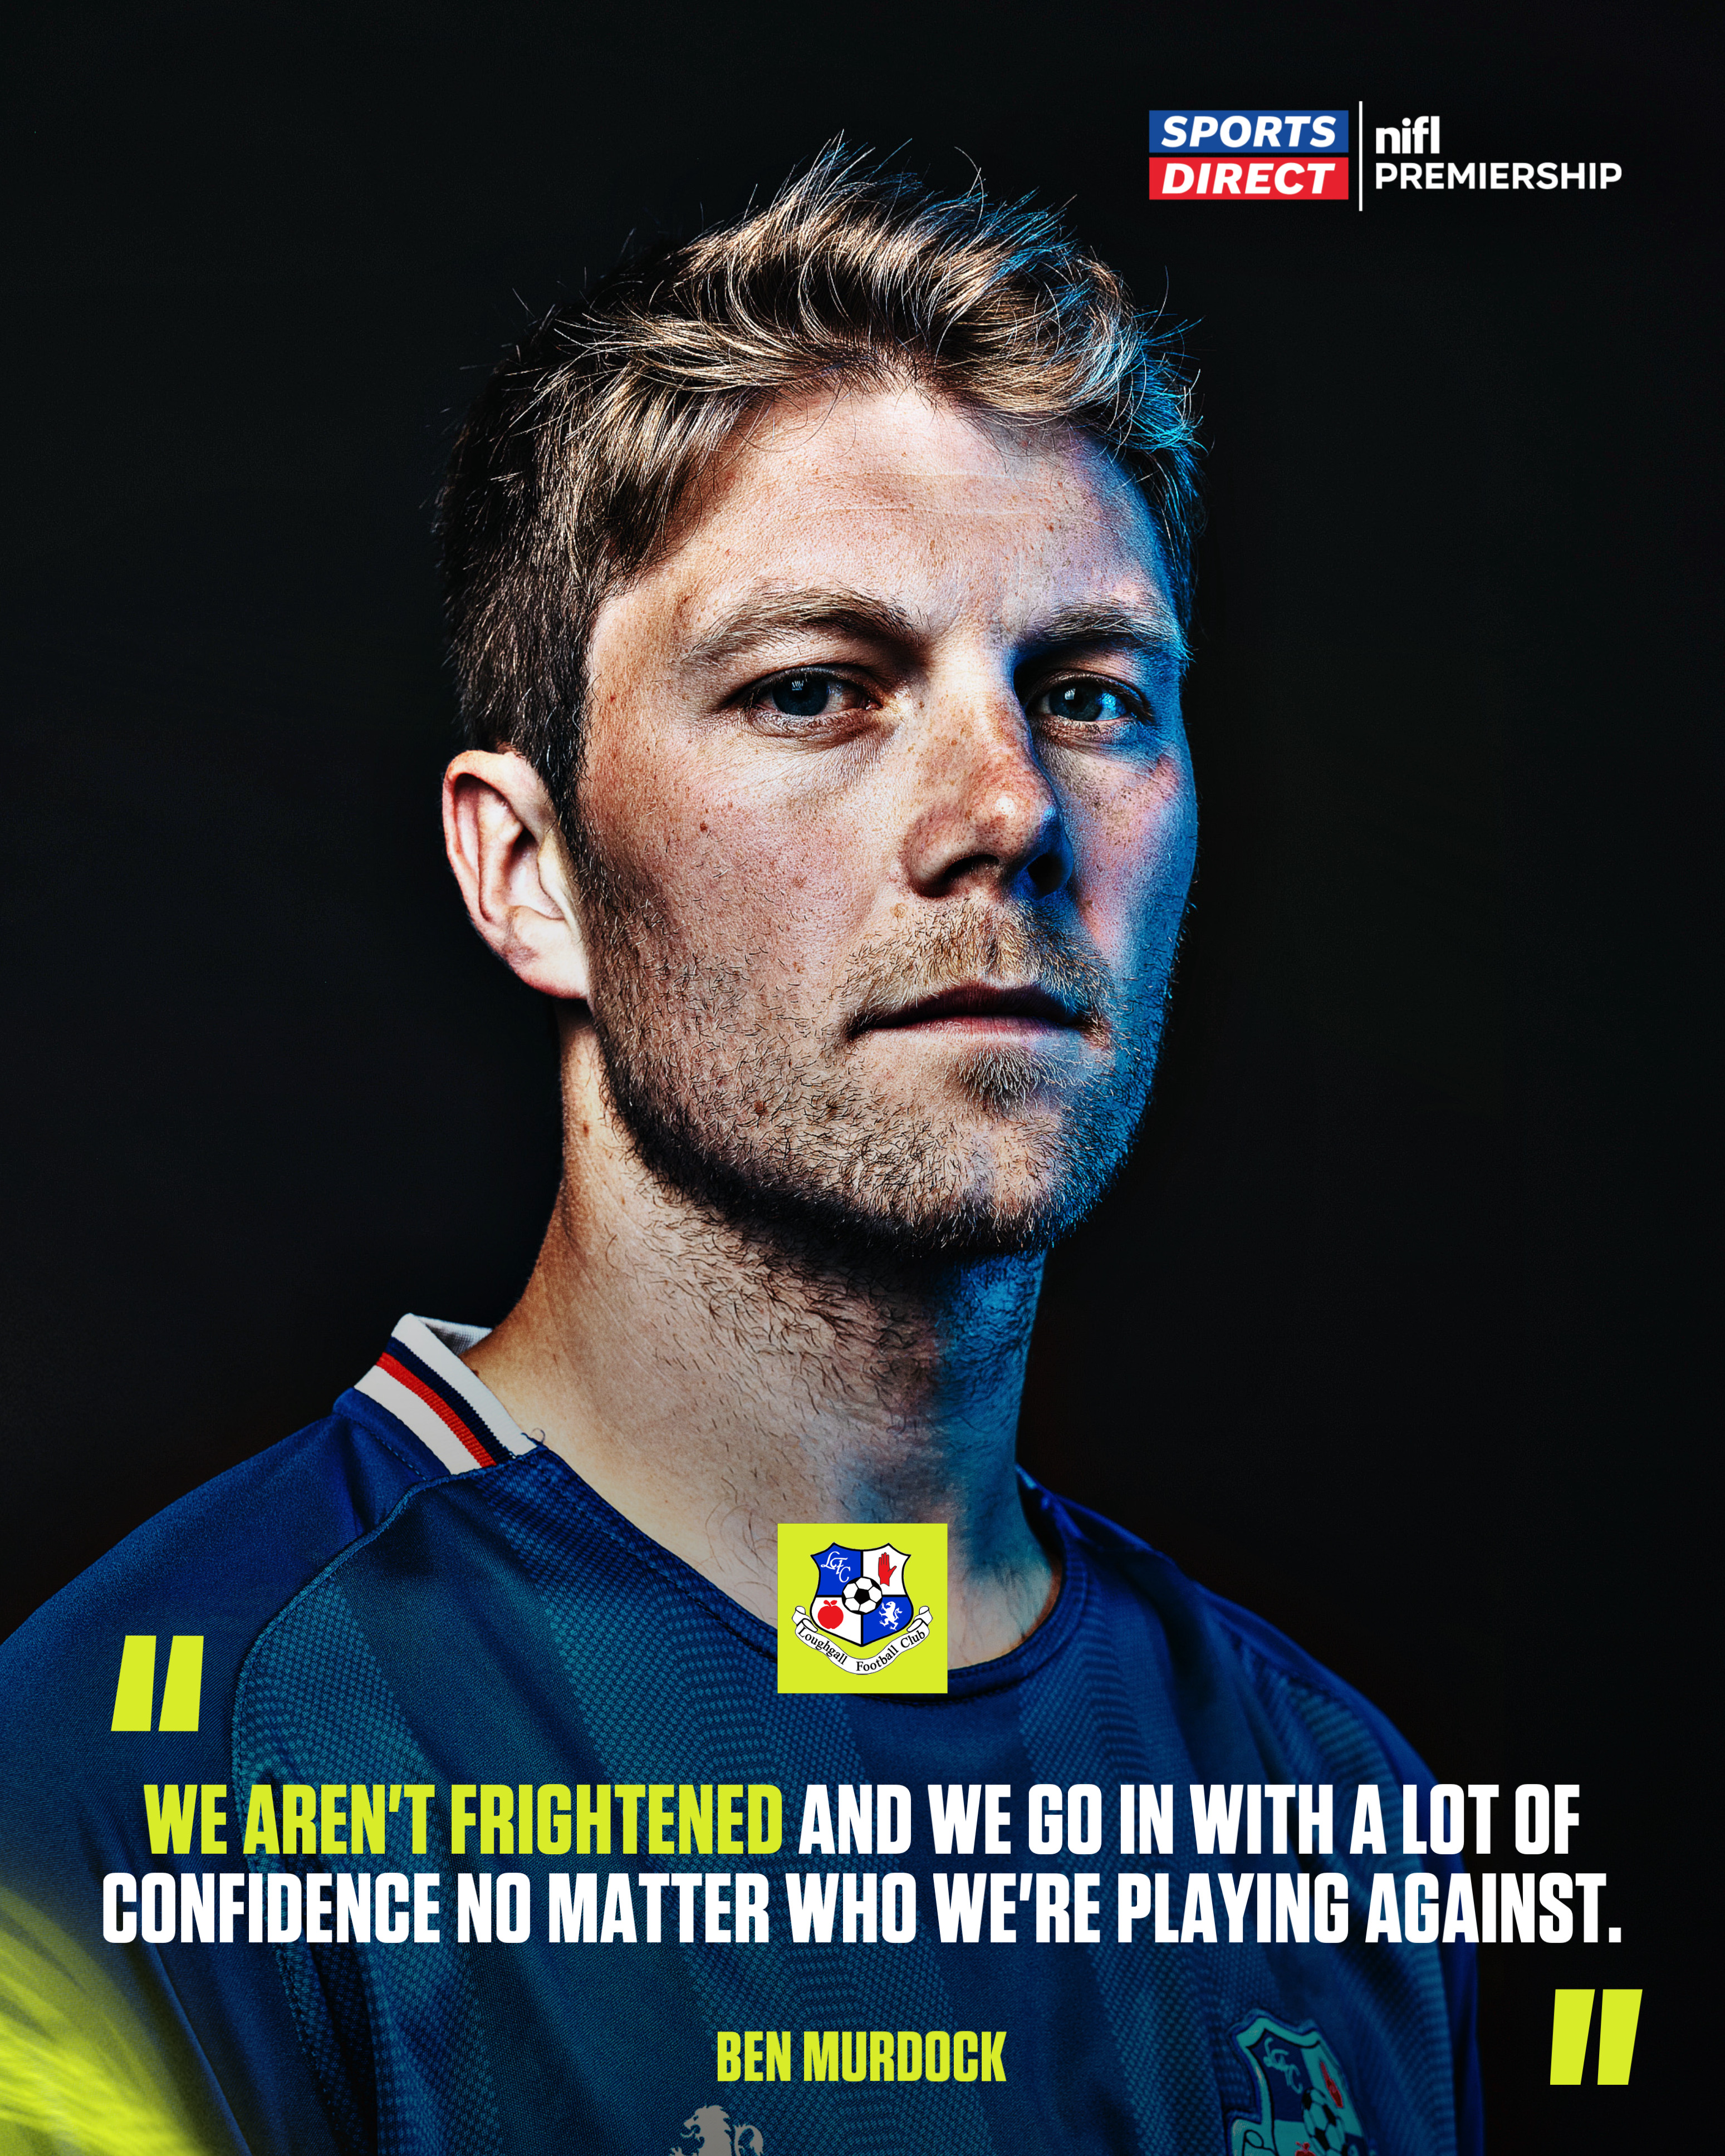 SPORTS
DIRECT
nifl
PREMIERSHIP
LFC
Loughgall Football Club
"
WE AREN'T FRIGHTENED AND WE GO IN WITH A LOT OF
CONFIDENCE NO MATTER WHO WE'RE PLAYING AGAINST.
"
BEN MURDOCK
LFC